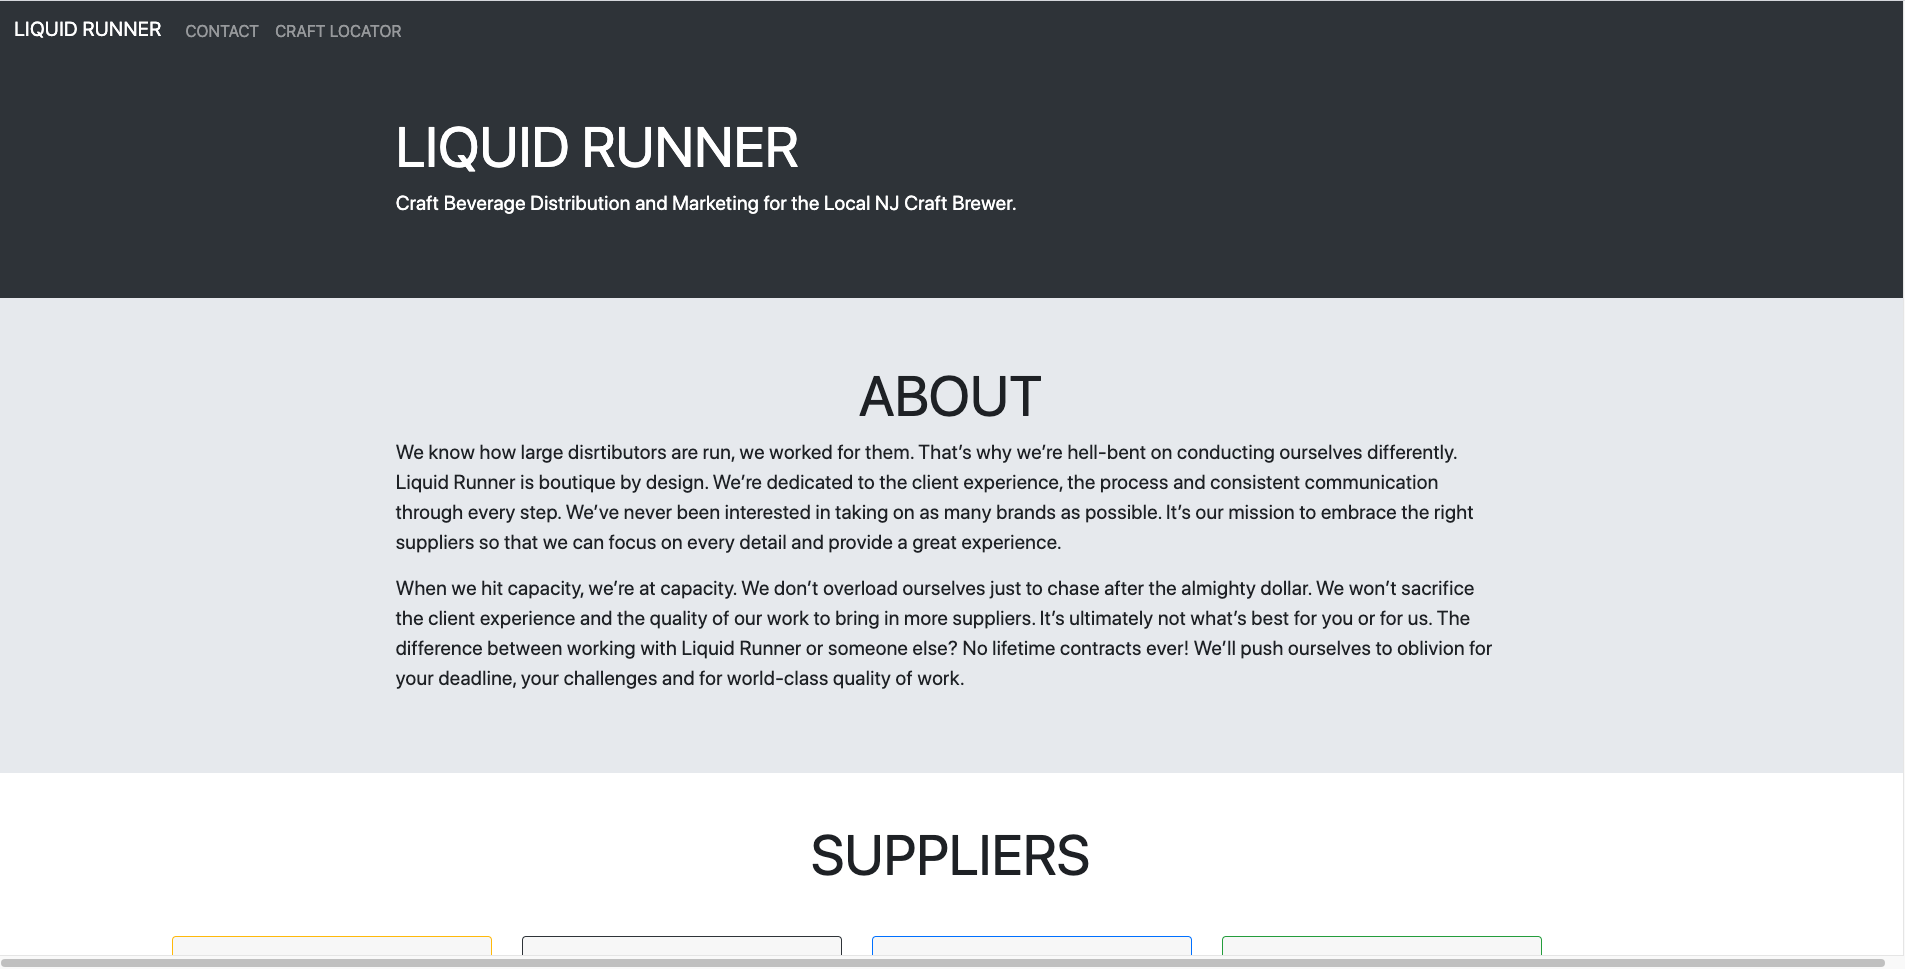 LIQUID RUNNER CONTACT CRAFT LOCATOR
LIQUID RUNNER
Craft Beverage Distribution and Marketing for the Local NJ Craft Brewer.
ABOUT
We know how large disrtibutors are run, we worked for them. That’s why we’re hell-bent on conducting ourselves differently.
Liquid Runner is boutique by design. We’re dedicated to the client experience, the process and consistent communication
through every step. We’ve never been interested in taking on as many brands as possible. It’s our mission to embrace the right
suppliers so that we can focus on every detail and provide a great experience.
When we hit capacity, we’re at capacity. We don’t overload ourselves just to chase after the almighty dollar. We won’t sacrifice
the client experience and the quality of our work to bring in more suppliers. It’s ultimately not what’s best for you or for us. The
difference between working with Liquid Runner or someone else? No lifetime contracts ever! We’ll push ourselves to oblivion for
your deadline, your challenges and for world-class quality of work.
SUPPLIERS